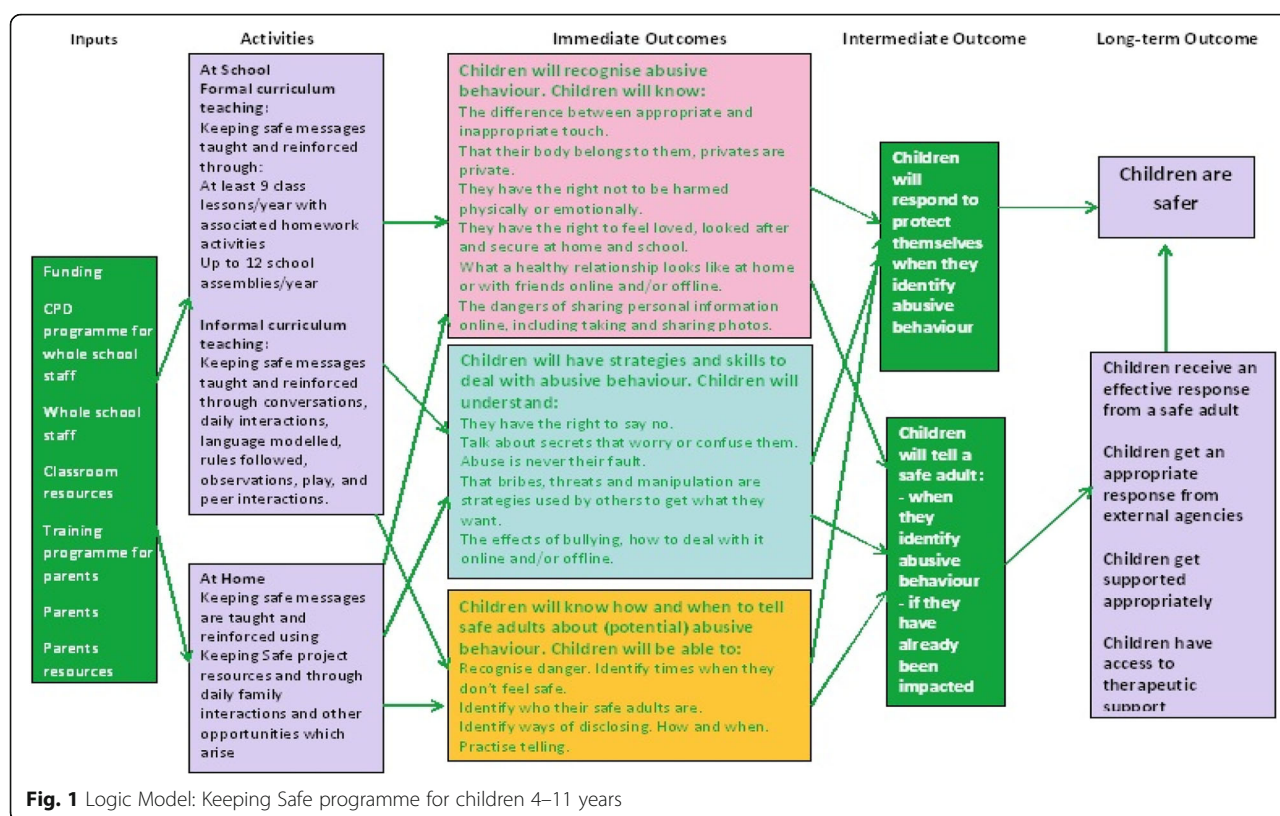 Inputs
Activities
Immediate Outcomes
Intermediate Outcome
Long-term Outcome
Funding
CPD
programme for
whole school
staff
Whole school
staff
Classroom
resources
Training
programme for
parents
Parents
Parents
resources
At School
Formal curriculum
teaching:
Keeping safe messages
taught and reinforced
through:
At least 9 class
lessons/year with
associated homework
activities
Up to 12 school
assemblies/year
Informal curriculum
teaching:
Keeping safe messages
taught and reinforced
through conversations,
daily interactions,
language modelled,
rules followed,
observations, play, and
peer interactions.
At Home
Keeping safe messages
are taught and
reinforced using
Keeping Safe project
resources and through
daily family
interactions and other
opportunities which
arise
Children will recognise abusive
behaviour. Children will know:
The difference between appropriate and
inappropriate touch.
That their body belongs to them, privates are
private.
They have the right not to be harmed
physically or emotionally.
They have the right to feel loved, looked after
and secure at home and school.
What a healthy relationship looks like at home
or with friends online and/or offline.
The dangers of sharing personal information
online, including taking and sharing photos.
Children will have strategies and skills to
deal with abusive behaviour. Children will
understand:
They have the right to say no.
Talk about secrets that worry or confuse them.
Abuse is never their fault.
That bribes, threats and manipulation are
strategies used by others to get what they
want.
The effects of bullying, how to deal with it
online and/or offline.
Children will know how and when to tell
safe adults about (potential) abusive
behaviour. Children will be able to:
Recognise danger. Identify times when they
don't feel safe.
Identify who their safe adults are.
Identify ways of disclosing. How and when.
Practise telling.
Children
will
respond to
protect
themselves
when they
identify
abusive
behaviour
Children
will tell a
safe adult:
- when
they
identify
abusive
behaviour
- if they
have
already
been
impacted
Children are
safer
Children receive an
effective response
from a safe adult
Children get an
appropriate
response from
external agencies
Children get
supported
appropriately
Children have
access to
therapeutic
support
Fig. 1 Logic Model: Keeping Safe programme for children 4–11 years